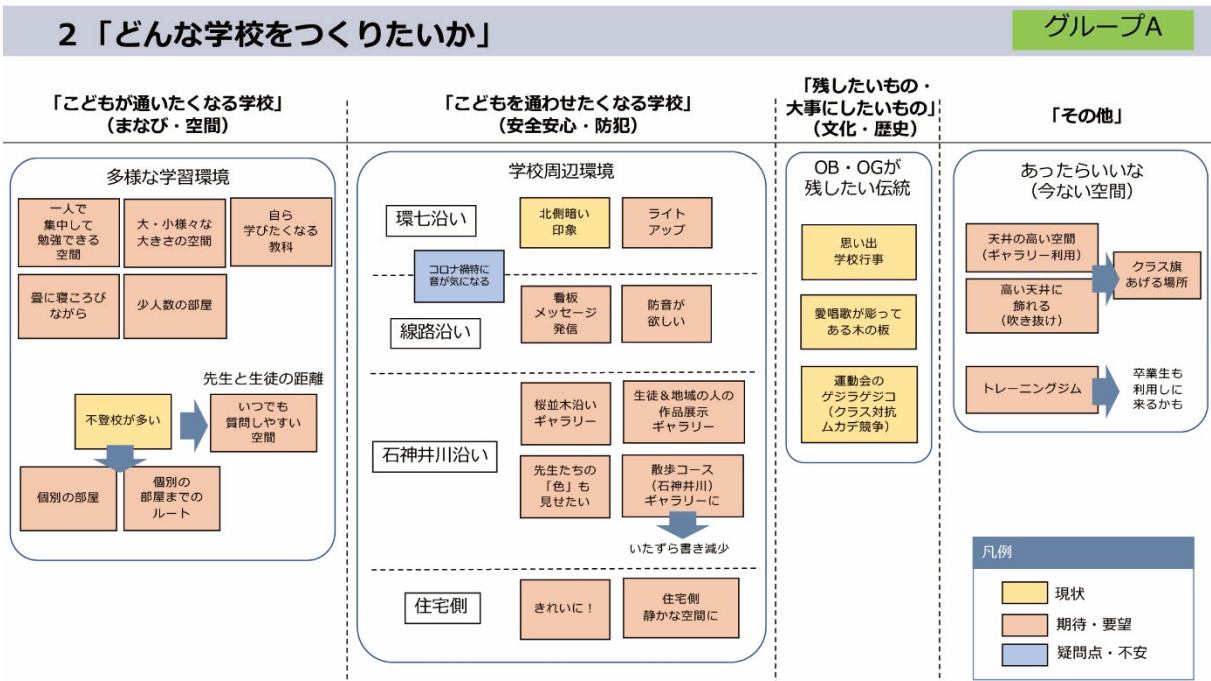 2「どんな学校をつくりたいか」
グループA
「こどもが通いたくなる学校」
(まなび・空間)
多様な学習環境
一人で
集中して
勉強できる
空間
大・小様々な
大きさの空間
自ら
学びたくなる
教科
畳に寝ころび
ながら
少人数の部屋
先生と生徒の距離
不登校が多い
いつでも
質問しやすい
空間
個別の部屋
個別の
部屋までの
ルート
「こどもを通わせたくなる学校」
(安全安心・防犯)
学校周辺環境
環七沿い
北側暗い
印象
ライト
アップ
コロナ禍特に
音が気になる
線路沿い
看板
メッセージ
発信
防音が
欲しい
石神井川沿い
桜並木沿い
ギャラリー
生徒&地域の人の
作品展示
ギャラリー
先生たちの
「色」も
見せたい
散歩コース
(石神井川)
ギャラリーに
いたずら書き減少
住宅側
きれいに!
住宅側
静かな空間に
「残したいもの・
大事にしたいもの」
(文化・歴史)
OB・OGが
残したい伝統
思い出
学校行事
愛唱歌が彫って
ある木の板
運動会の
ゲジラゲジコ
(クラス対抗
ムカデ競争)
「その他」
あったらいいな
(今ない空間)
天井の高い空間
(ギャラリー利用)
高い天井に
飾れる
(吹き抜け)
クラス旗
あげる場所
トレーニングジム
卒業生も
利用しに
来るかも
凡例
現状
期待・要望
疑問点・不安